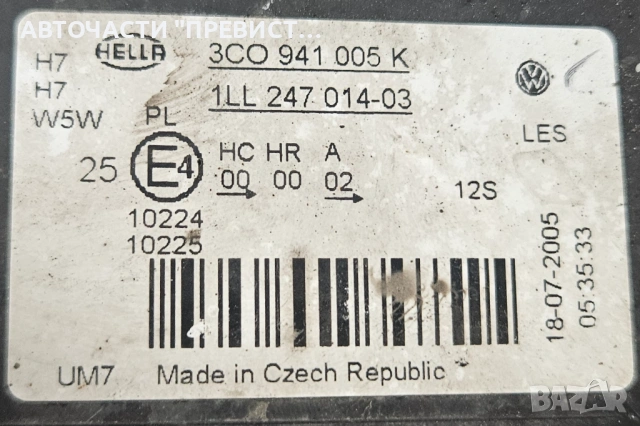 АВТОЧАСТИ "ПРЕВИСТ...
HELLA
3CO 941 005 K
H7
H7
W5W
1LL 247 014-03
PL
LES
25
E4
HC HR A
00 00 02
12S
10224
10225
18-07-2005
05:35:33
UM7
Made in Czech Republic
BAZAR